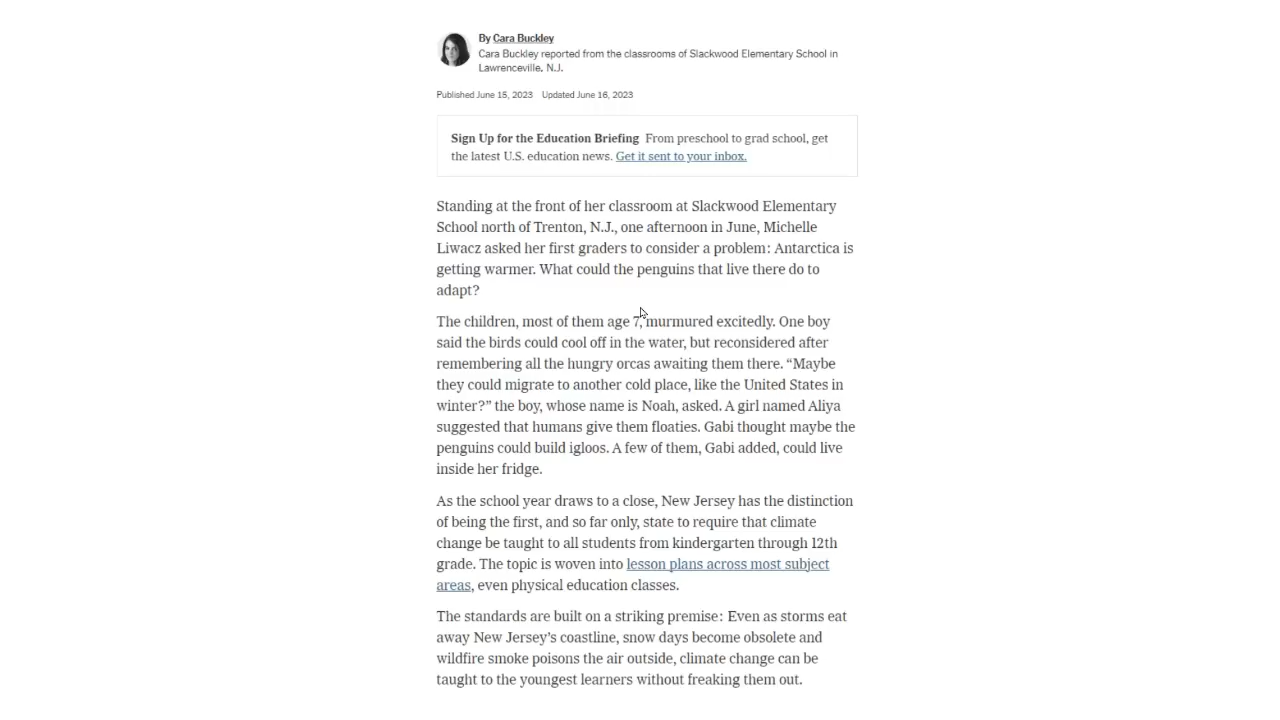 By Cara Buckley
Cara Buckley reported from the classrooms of Slackwood Elementary School in
Lawrenceville, N.J.
Published June 15, 2023 Updated June 16, 2023
Sign Up for the Education Briefing From preschool to grad school, get
the latest U.S. education news. Get it sent to your inbox.
Standing at the front of her classroom at Slackwood Elementary
School north of Trenton, N.J., one afternoon in June, Michelle
Liwacz asked her first graders to consider a problem: Antarctica is
getting warmer. What could the penguins that live there do to
adapt?
The children, most of them age 7, murmured excitedly. One boy
said the birds could cool off in the water, but reconsidered after
remembering all the hungry orcas awaiting them there. “Maybe
they could migrate to another cold place, like the United States in
winter?” the boy, whose name is Noah, asked. A girl named Aliya
suggested that humans give them floaties. Gabi thought maybe the
penguins could build igloos. A few of them, Gabi added, could live
inside her fridge.
As the school year draws to a close, New Jersey has the distinction
of being the first, and so far only, state to require that climate
change be taught to all students from kindergarten through 12th
grade. The topic is woven into lesson plans across most subject
areas, even physical education classes.
The standards are built on a striking premise: Even as storms eat
away New Jersey’s coastline, snow days become obsolete and
wildfire smoke poisons the air outside, climate change can be
taught to the youngest learners without freaking them out.